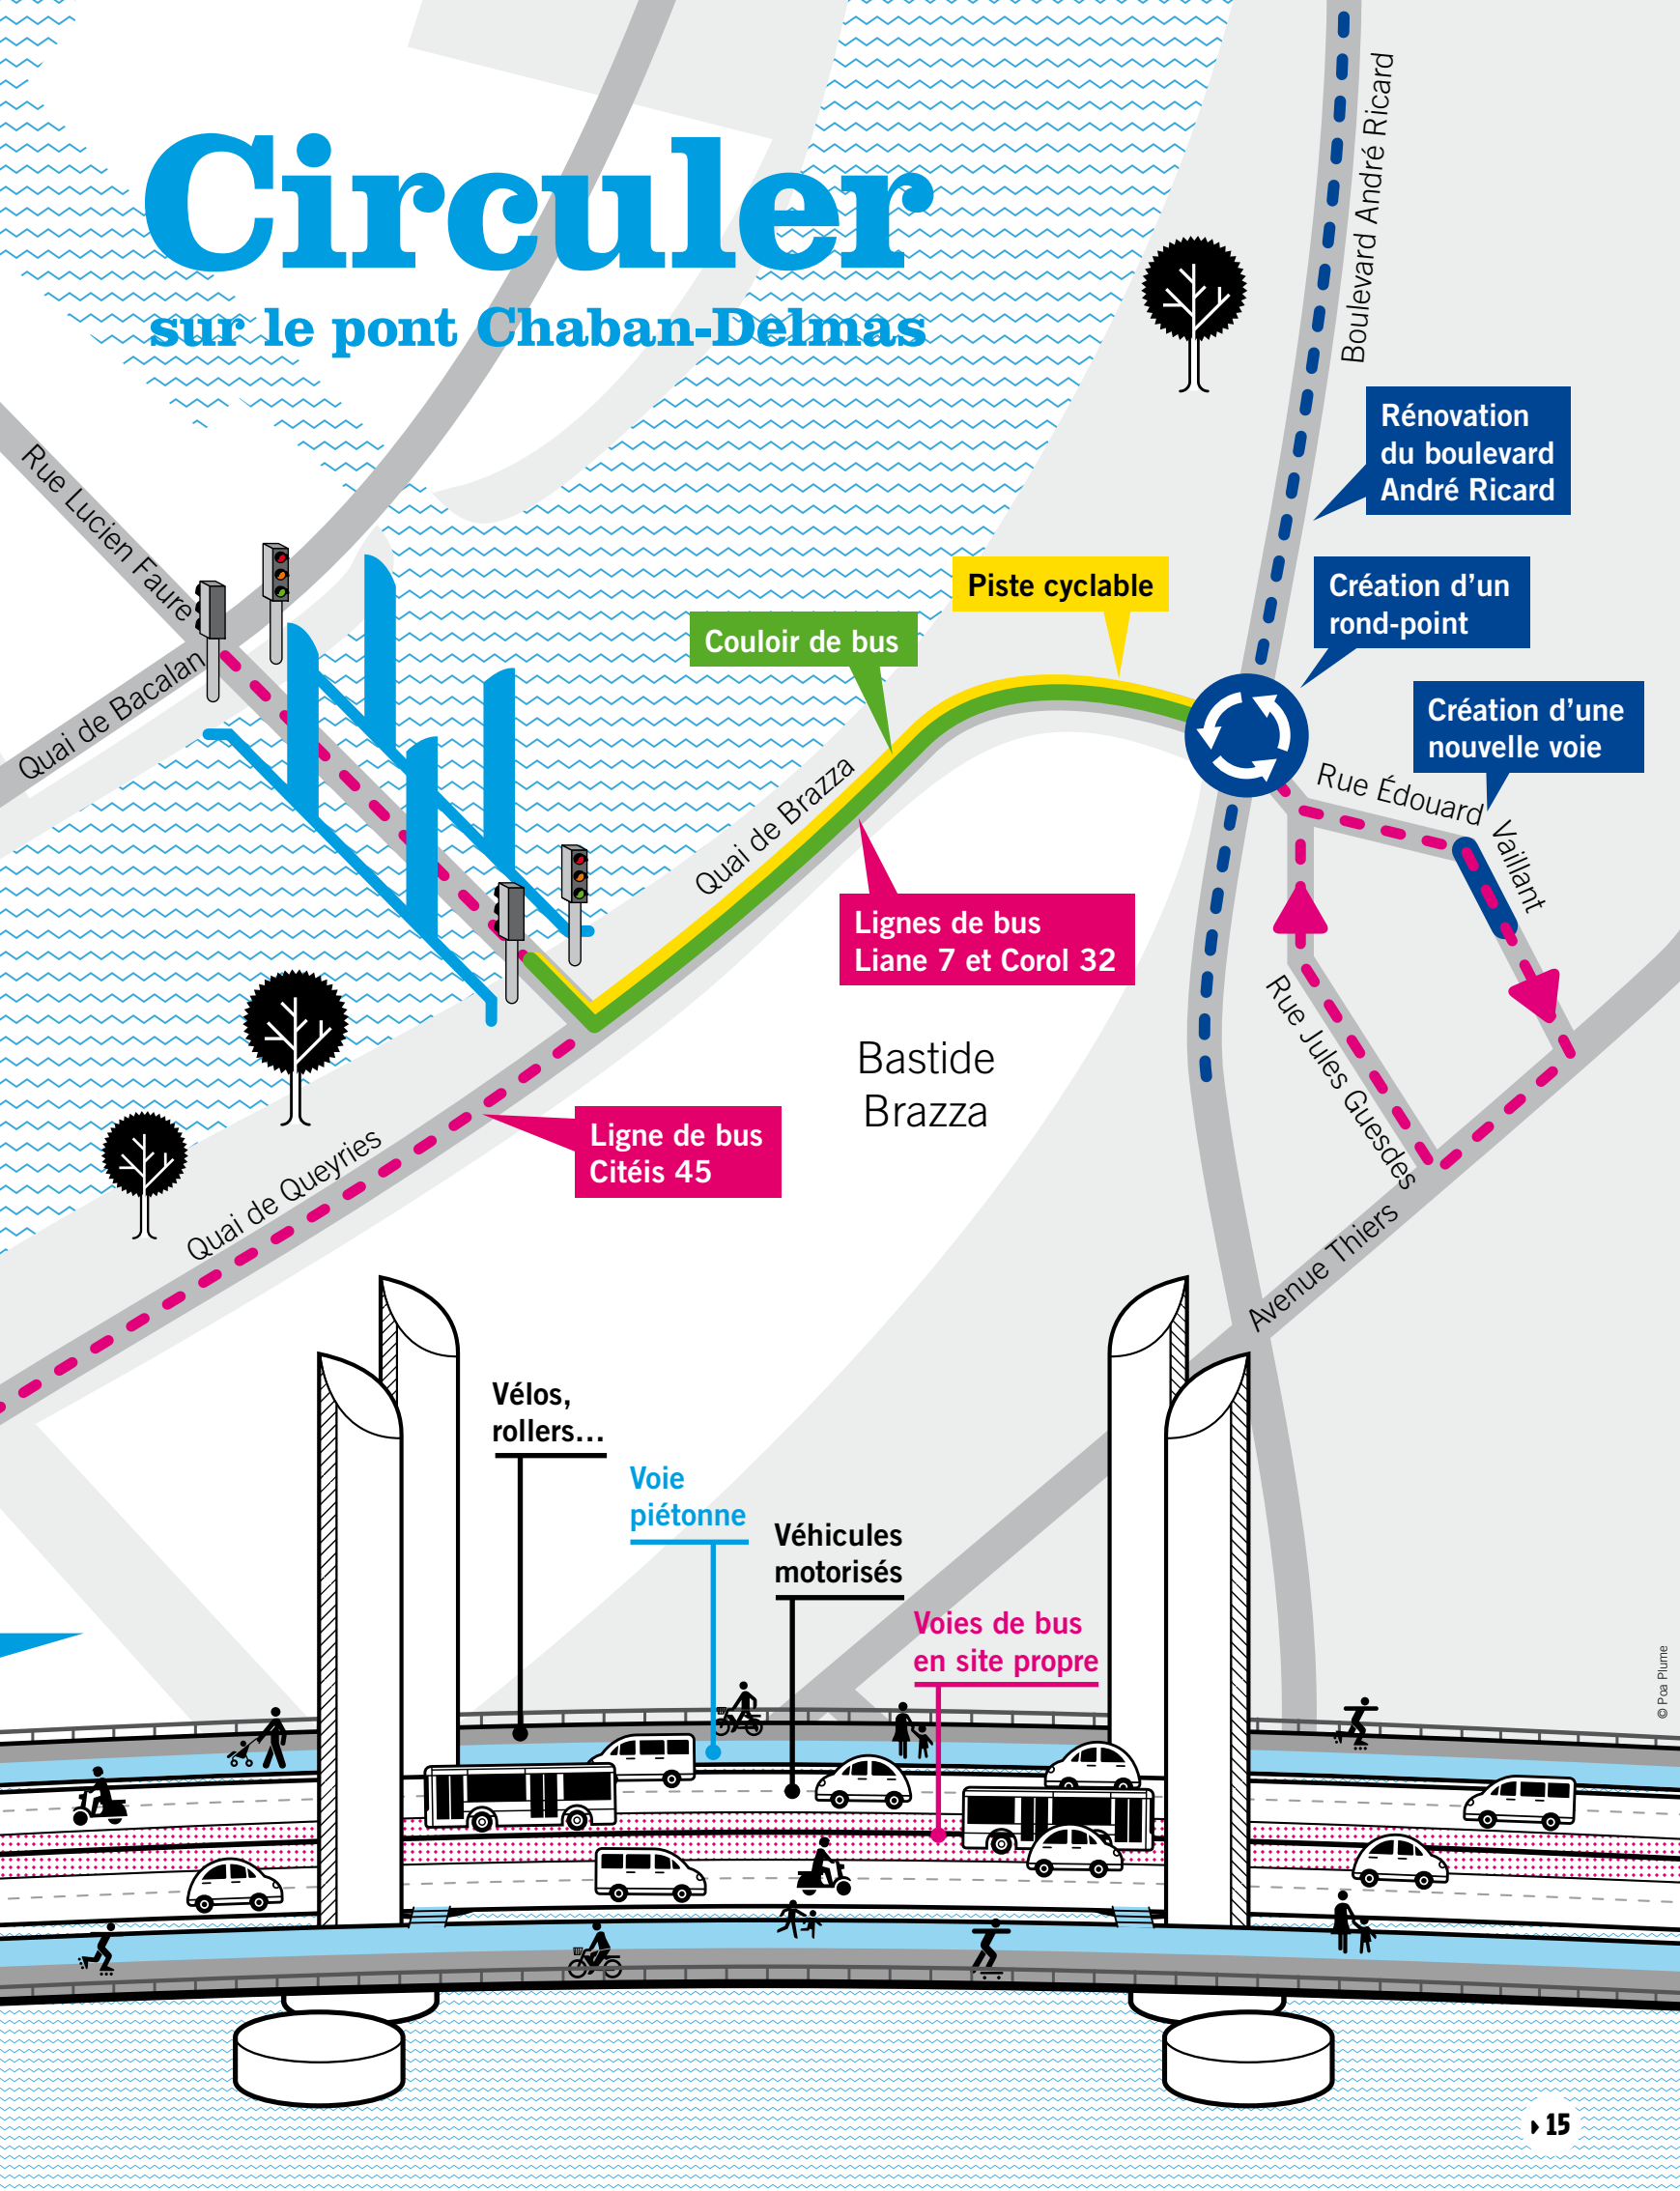 Circuler
sur le pont Chaban-Delmas
Boulevard André Ricard
Rénovation
du boulevard
André Ricard
Rue Lucien Faure
Quai de Bacalan
Piste cyclable
Création d’un
rond-point
Couloir de bus
Création d’une
nouvelle voie
Quai de Brazza
Rue Édouard Vaillant
Lignes de bus
Liane 7 et Corol 32
Rue Jules Guesdes
Bastide
Brazza
Ligne de bus
Citéis 45
Quai de Queyries
Avenue Thiers
Vélos,
rollers...
Voie
piétonne
Véhicules
motorisés
Voies de bus
en site propre
© Poa Plume
15